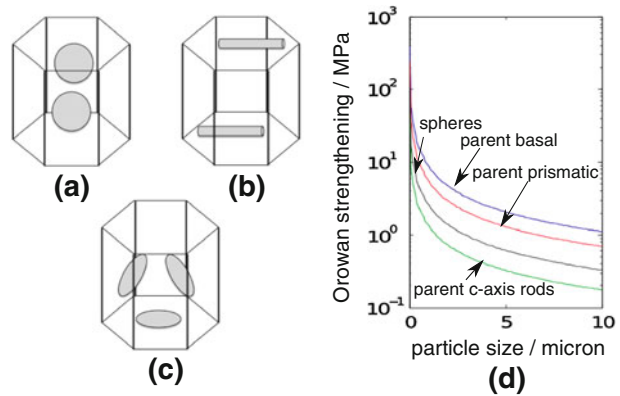 (a)
(b)
(c)
Orowan strengthening / MPa
10³
10²
10¹
10⁰
10⁻¹
spheres
parent basal
parent prismatic
parent c-axis rods
0
5
10
particle size / micron
(d)